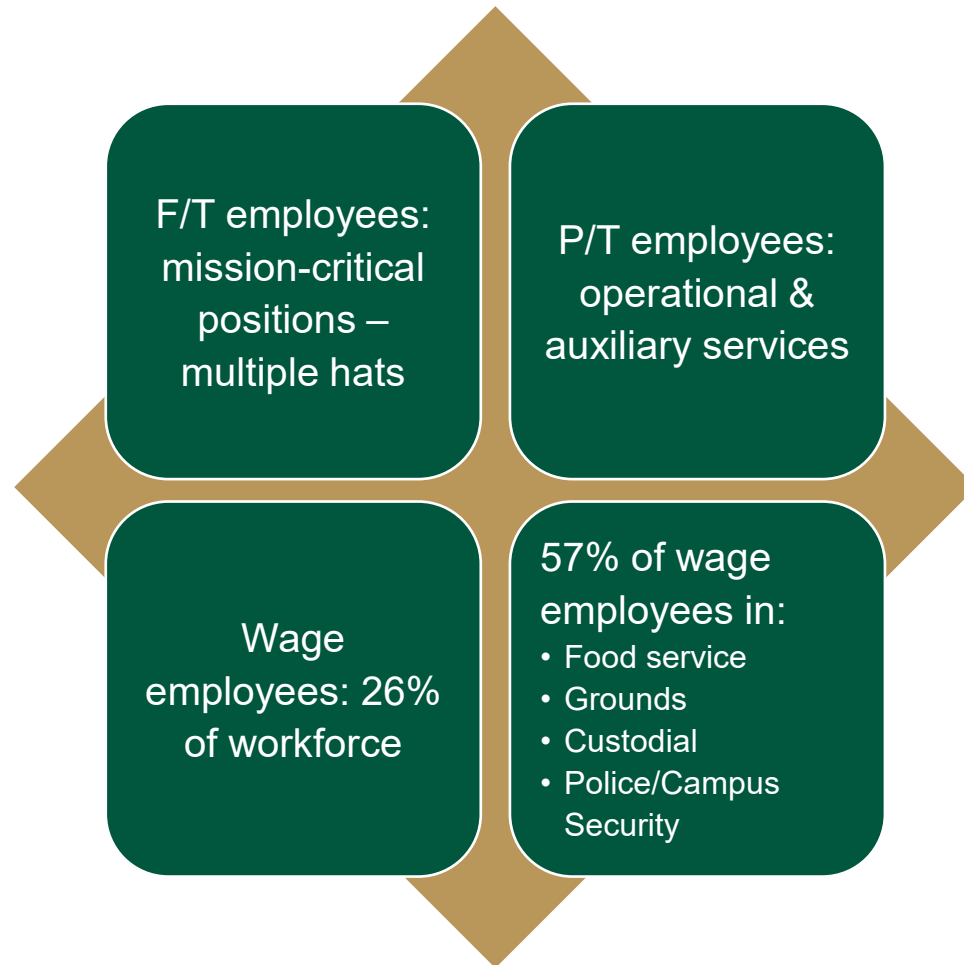 F/T employees:
mission-critical
positions –
multiple hats
P/T employees:
operational &
auxiliary services
Wage
employees: 26%
of workforce
57% of wage
employees in:
• Food service
• Grounds
• Custodial
• Police/Campus
Security